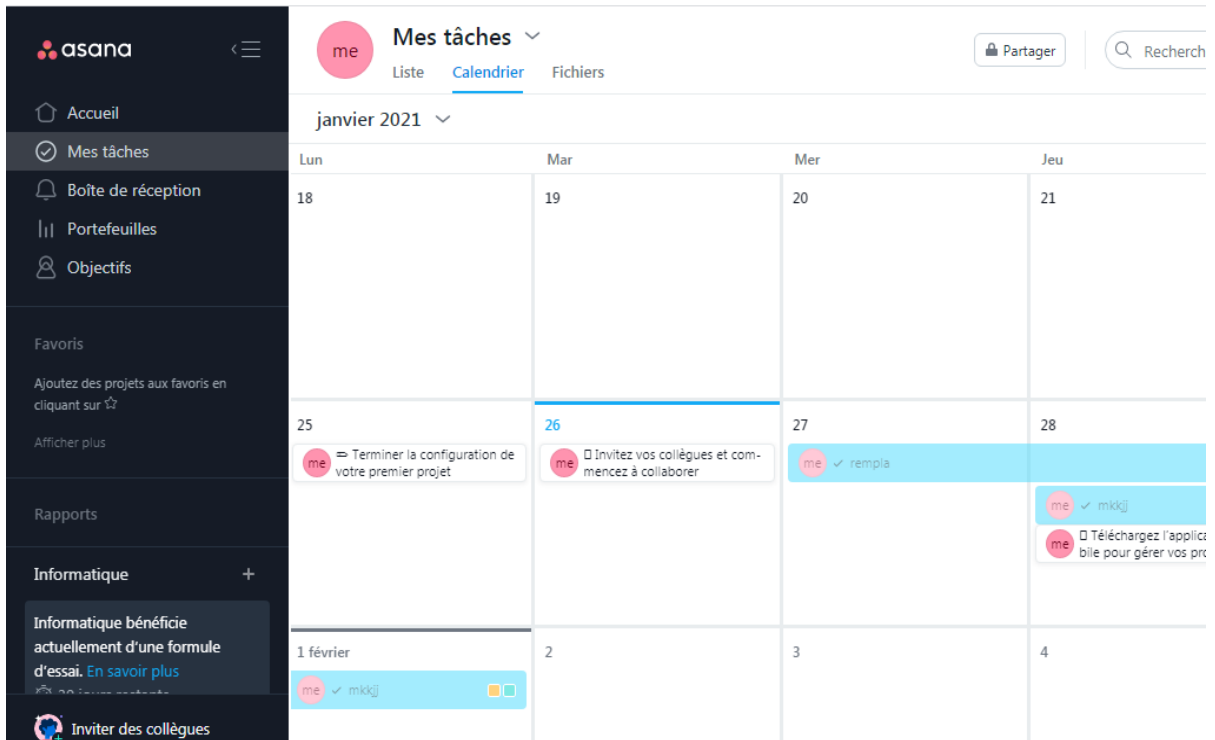 asana
Accueil
Mes tâches
Boîte de réception
Portefeuilles
Objectifs
Favoris
Ajoutez des projets aux favoris en
cliquant sur
Afficher plus
Rapports
Informatique +
Informatique bénéficie
actuellement d'une formule
d'essai. En savoir plus
Inviter des collègues
me
Mes tâches
Liste Calendrier Fichiers
Partager
Recherch
janvier 2021
Lun Mar Mer Jeu
18 19 20 21
25 26 27 28
me Terminer la configuration de
votre premier projet
me Invitez vos collègues et com-
mencez à collaborer
me rempla
me mkkjj
me Téléchargez l'applica
bile pour gérer vos pro
1 février 2 3 4
me mkkjj